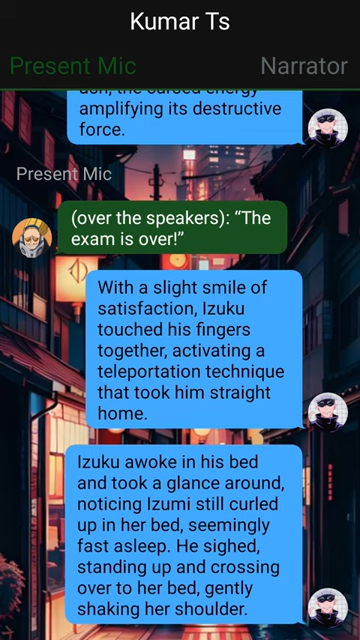 Kumar Ts
Present Mic
Narrator
amplifying its destructive
force.
Present Mic
(over the speakers): “The
exam is over!”
With a slight smile of
satisfaction, Izuku
touched his fingers
together, activating a
teleportation technique
that took him straight
home.
Izuku awoke in his bed
and took a glance around,
noticing Izumi still curled
up in her bed, seemingly
fast asleep. He sighed,
standing up and crossing
over to her bed, gently
shaking her shoulder.